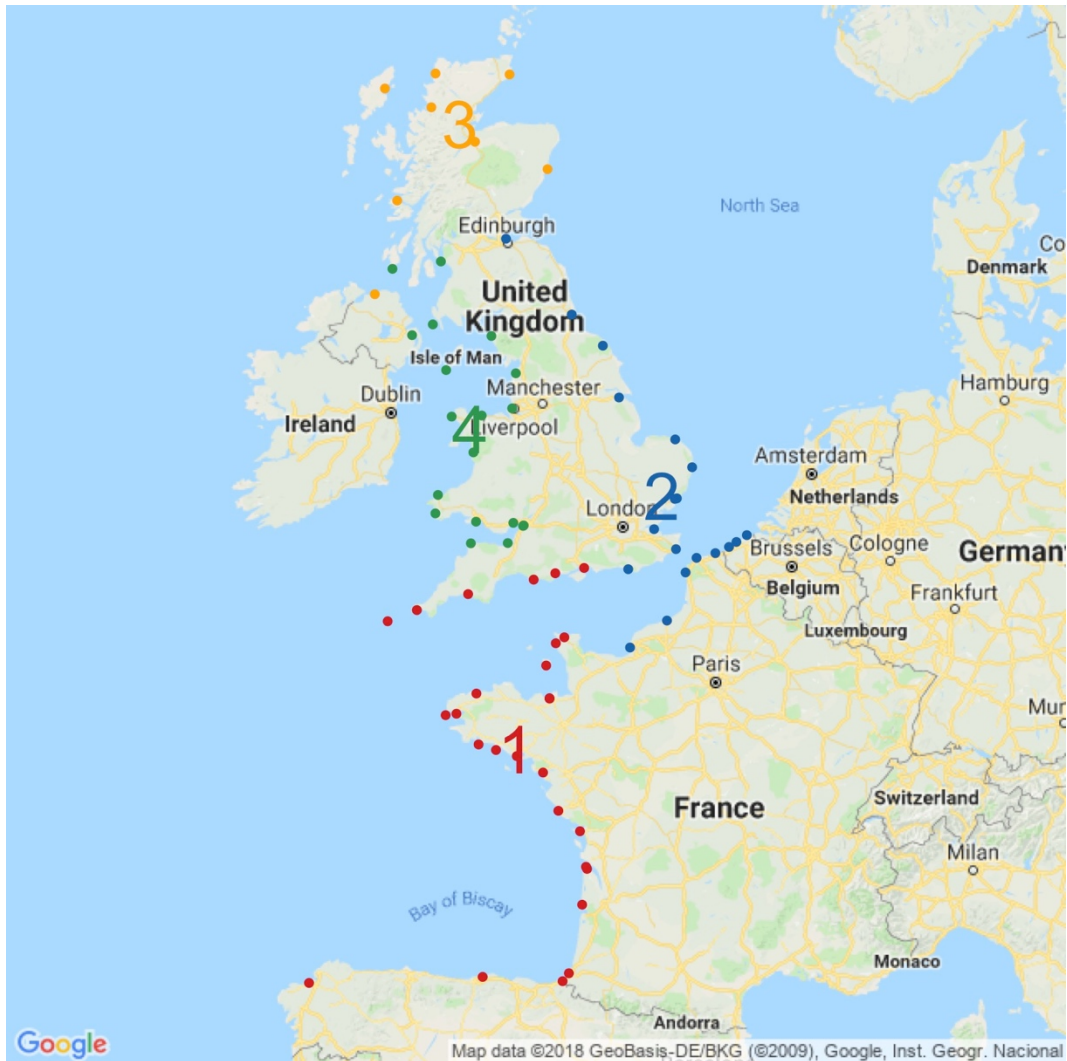 3
North Sea
Edinburgh
Co
Denmark
United
Kingdom
Isle of Man
Hamburg
Manchester
Dublin
Ireland
4
Liverpool
Amsterdam
2
Netherlands
London
Brussels
Cologne
Germany
Belgium
Frankfurt
Luxembourg
Paris
Mun
1
France
Switzerland
Milan
Bay of Biscay
Monaco
Andorra
Google
Map data ©2018 GeoBasis-DE/BKG (©2009), Google, Inst. Geogr. Nacional